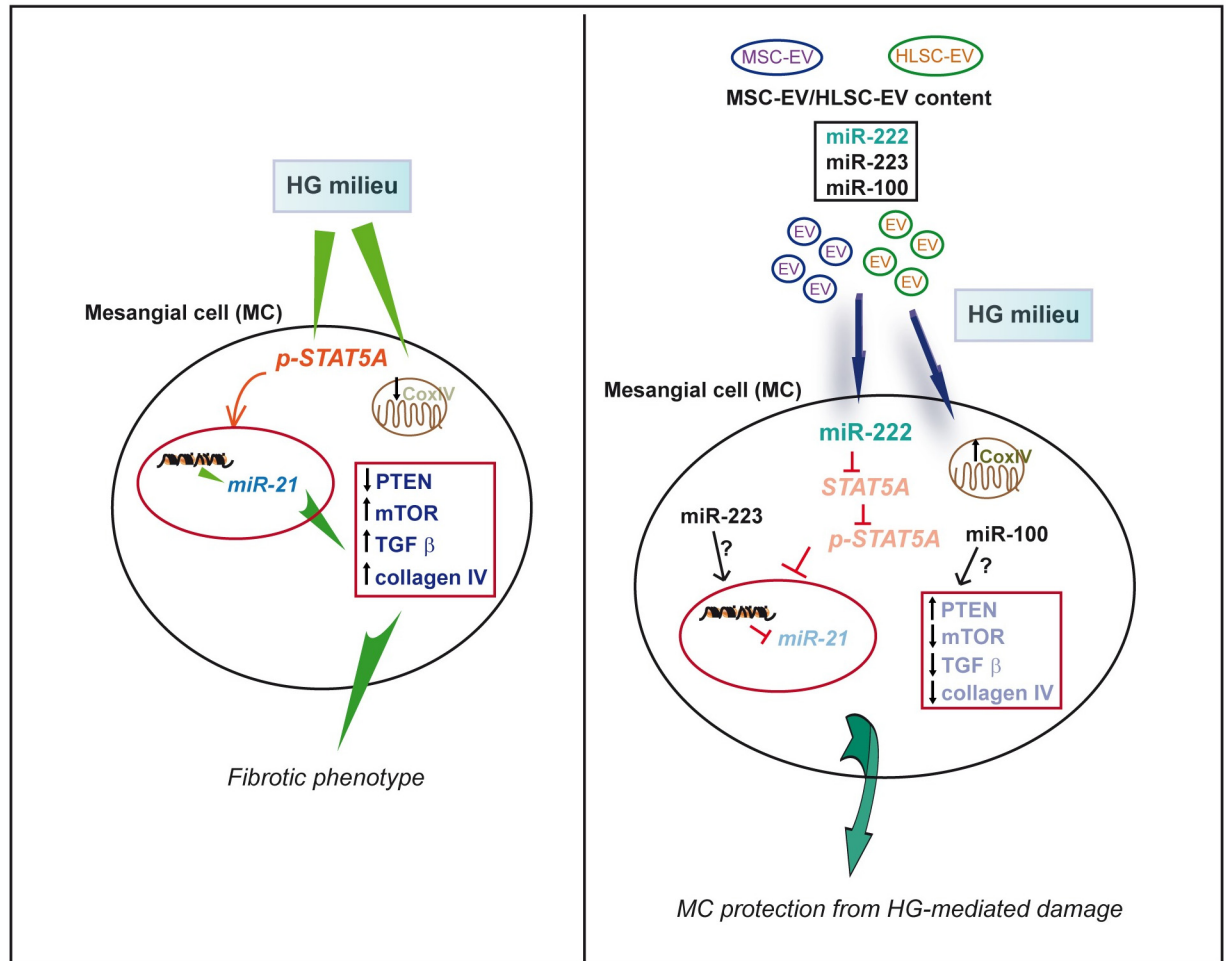 HG milieu
Mesangial cell (MC)
p-STAT5A
CoxIV
miR-21
PTEN
mTOR
TGF β
collagen IV
Fibrotic phenotype
MSC-EV
HLSC-EV
MSC-EV/HLSC-EV content
miR-222
miR-223
miR-100
EV
EV
EV
EV
EV
EV
EV
EV
HG milieu
Mesangial cell (MC)
miR-222
CoxIV
STAT5A
miR-223
p-STAT5A
miR-100
?
?
miR-21
PTEN
mTOR
TGF β
collagen IV
MC protection from HG-mediated damage